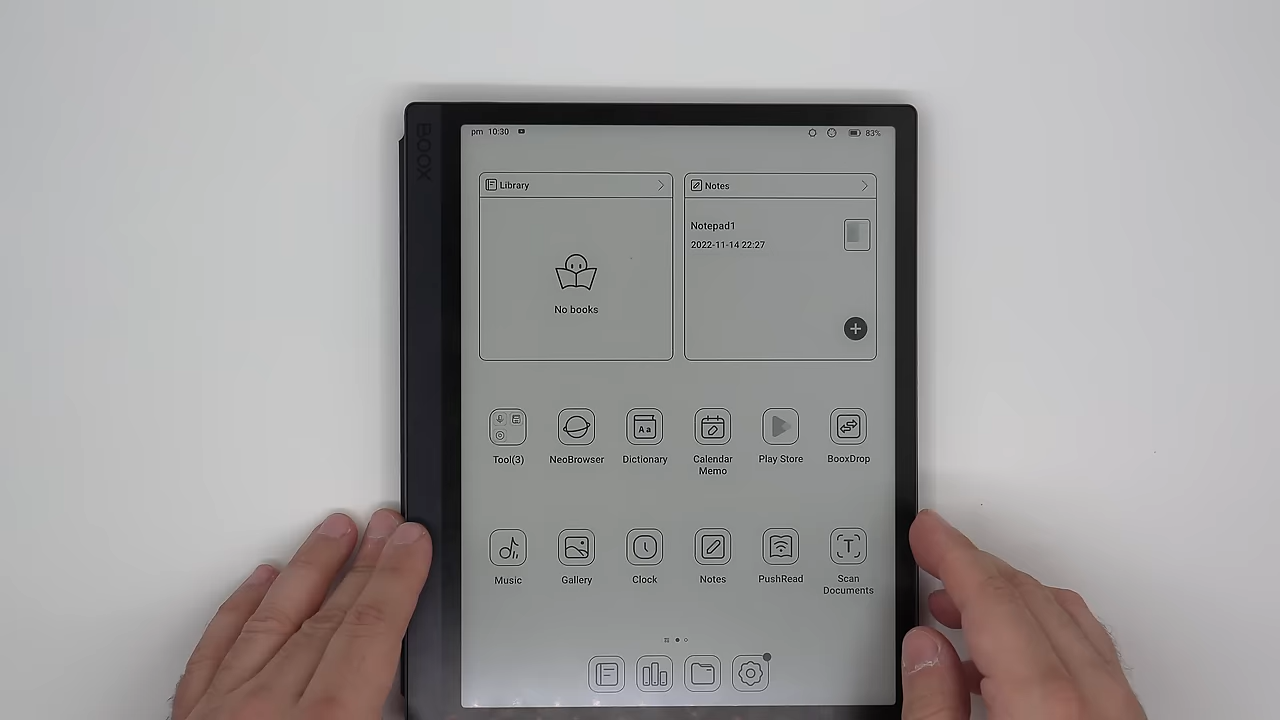 BOOX
pm 10:30
83%
Library
Notes
No books
Notepad1
2022-11-14 22:27
Tool(3)
NeoBrowser
Aa
Dictionary
Calendar
Memo
Play Store
BooxDrop
Music
Gallery
Clock
Notes
PushRead
T
Scan
Documents